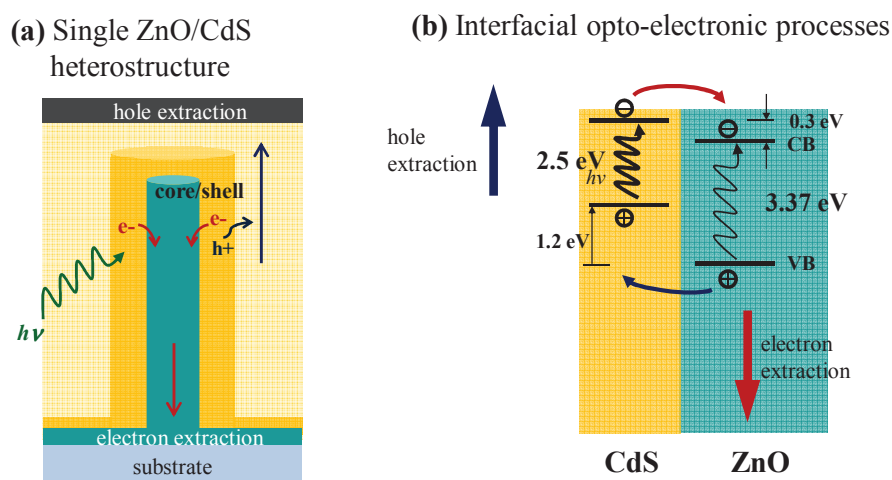 (a) Single ZnO/CdS
heterostructure
hole extraction
core/shell
e-
e-
h+
hν
electron extraction
substrate
(b) Interfacial opto-electronic processes
hole
extraction
0.3 eV
CB
2.5 eV
hν
3.37 eV
1.2 eV
VB
electron
extraction
CdS
ZnO